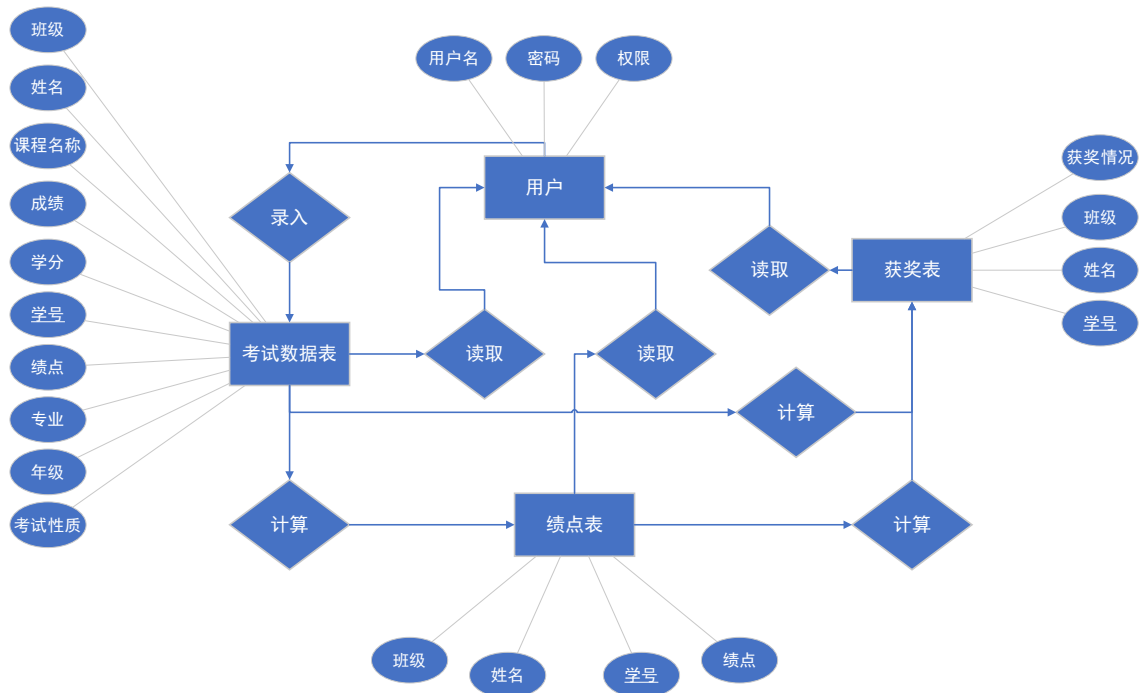 班级
姓名
课程名称
成绩
学分
学号
绩点
专业
年级
考试性质
用户名
密码
权限
用户
录入
考试数据表
读取
读取
读取
获奖表
获奖情况
班级
姓名
学号
计算
计算
绩点表
计算
班级
姓名
学号
绩点